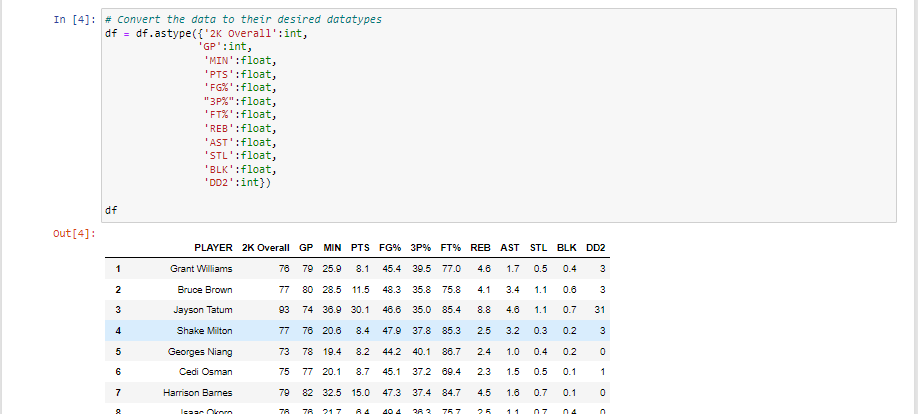 In [4]: # Convert the data to their desired datatypes
df = df.astype({'2K Overall':int,
'GP':int,
'MIN':float,
'PTS':float,
'FG%':float,
"3P%":float,
'FT%':float,
'REB':float,
'AST':float,
'STL':float,
'BLK':float,
'DD2':int})
df
Out[4]:
PLAYER 2K Overall GP MIN PTS FG% 3P% FT% REB AST STL BLK DD2
1 Grant Williams 76 79 25.9 8.1 45.4 39.5 77.0 4.6 1.7 0.5 0.4 3
2 Bruce Brown 77 80 28.5 11.5 48.3 35.8 75.8 4.1 3.4 1.1 0.6 3
3 Jayson Tatum 93 74 36.9 30.1 46.6 35.0 85.4 8.8 4.6 1.1 0.7 31
4 Shake Milton 77 76 20.6 8.4 47.9 37.8 85.3 2.5 3.2 0.3 0.2 3
5 Georges Niang 73 78 19.4 8.2 44.2 40.1 86.7 2.4 1.0 0.4 0.2 0
6 Cedi Osman 75 77 20.1 8.7 45.1 37.2 69.4 2.3 1.5 0.5 0.1 1
7 Harrison Barnes 79 82 32.5 15.0 47.3 37.4 84.7 4.5 1.6 0.7 0.1 0
8 Isaac Okoro 76 76 21.7 6.4 49.4 36.3 75.7 2.5 1.1 0.7 0.4 0